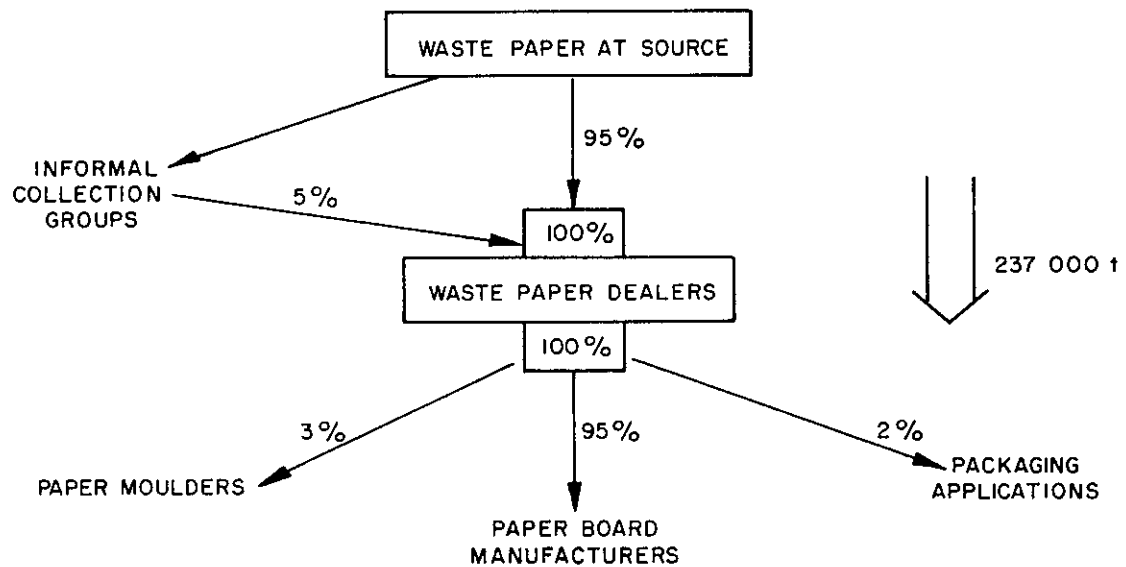 WASTE PAPER AT SOURCE
95%
INFORMAL
COLLECTION
GROUPS
5%
100%
237 000 t
WASTE PAPER DEALERS
100%
3%
95%
2%
PAPER MOULDERS
PACKAGING
APPLICATIONS
PAPER BOARD
MANUFACTURERS